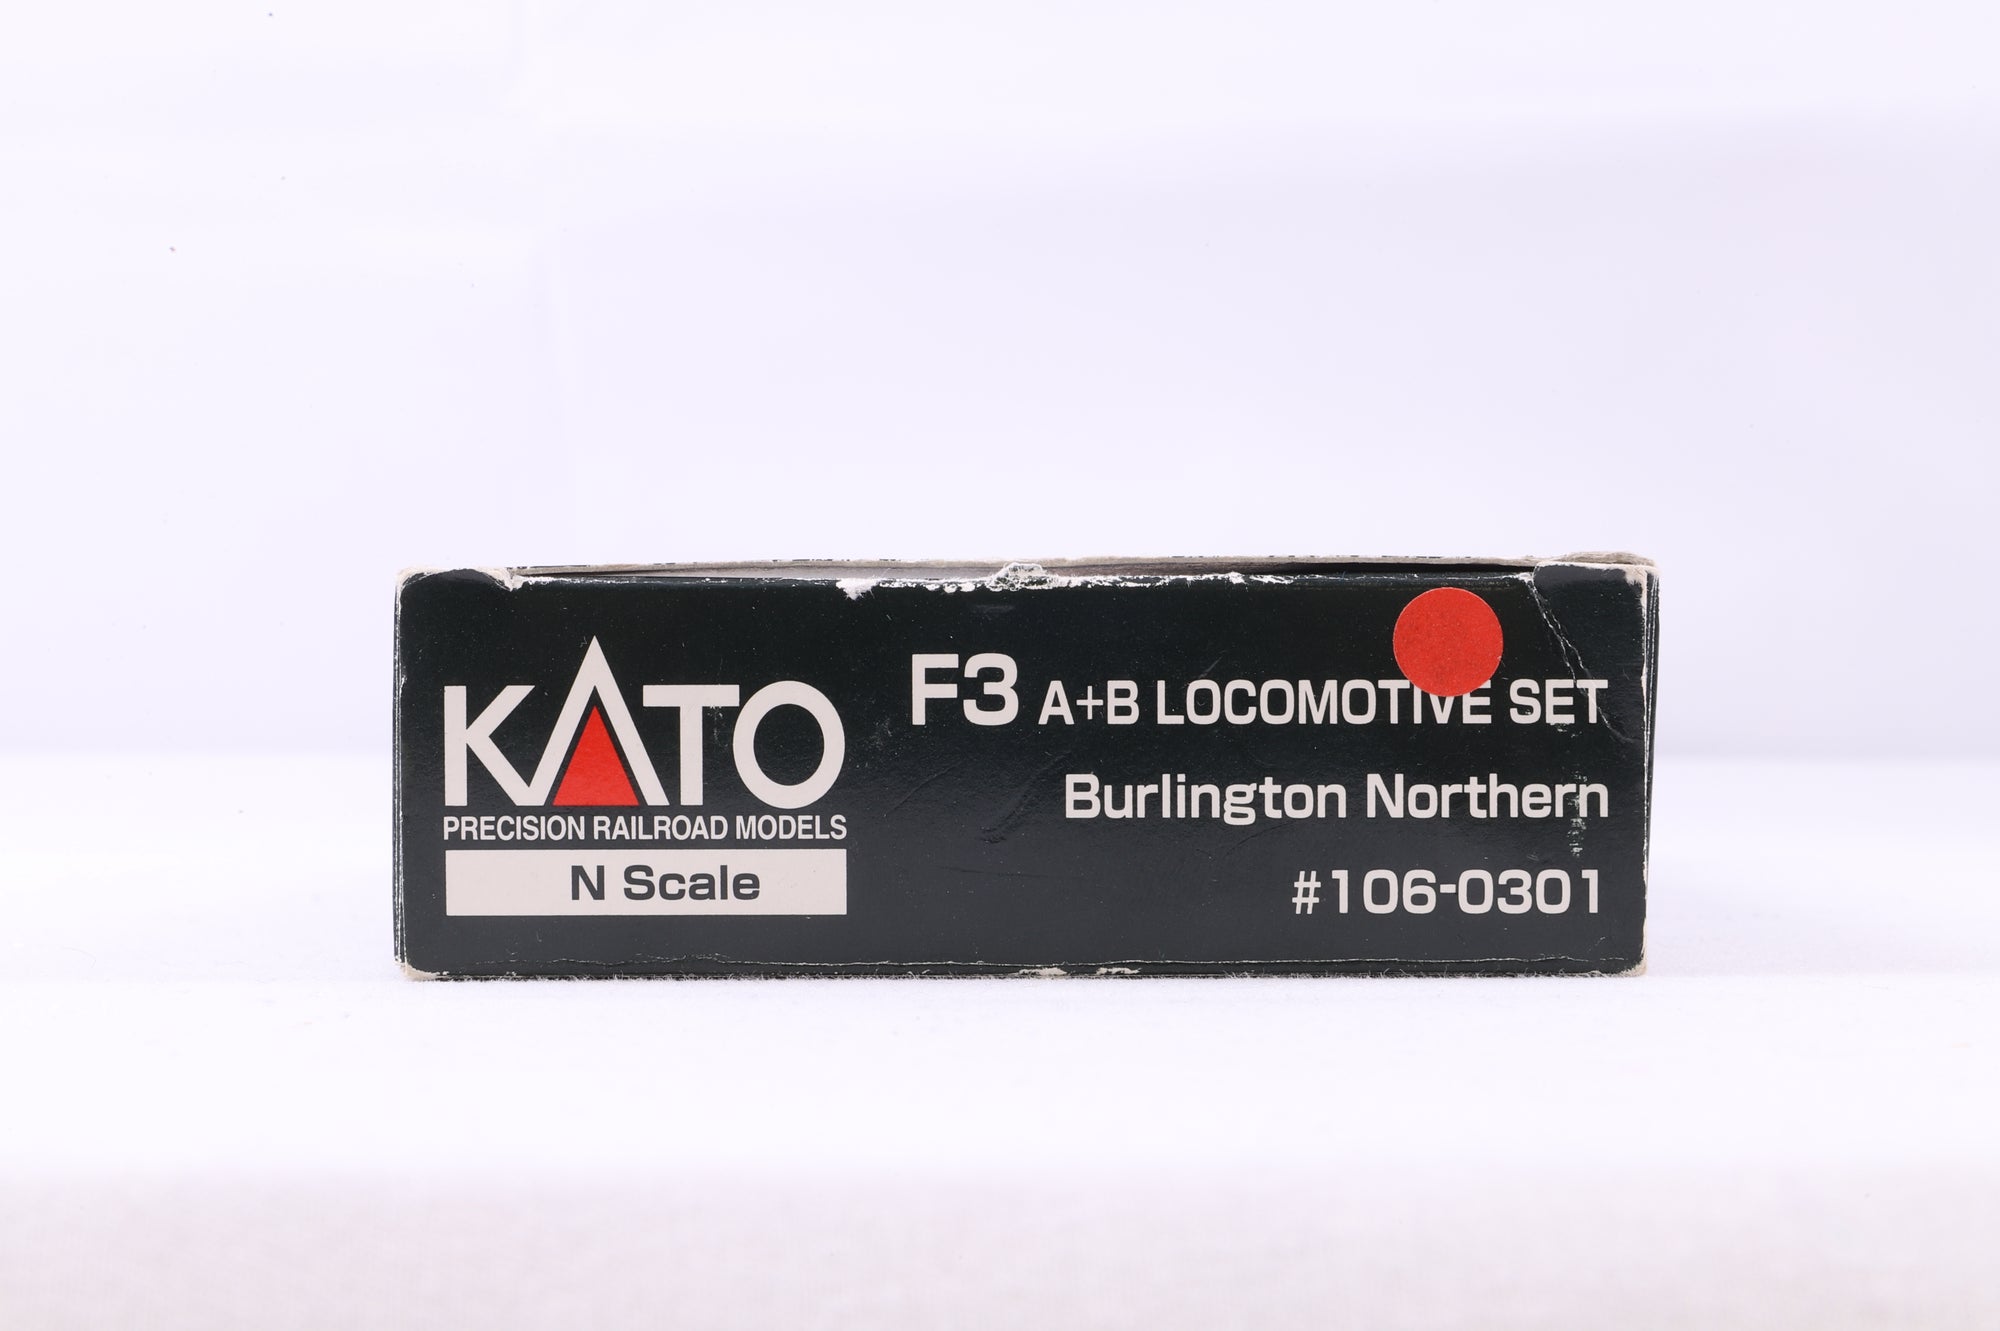 KATO
PRECISION RAILROAD MODELS
N Scale
F3 A+B LOCOMOTIVE SET
Burlington Northern
#106-0301